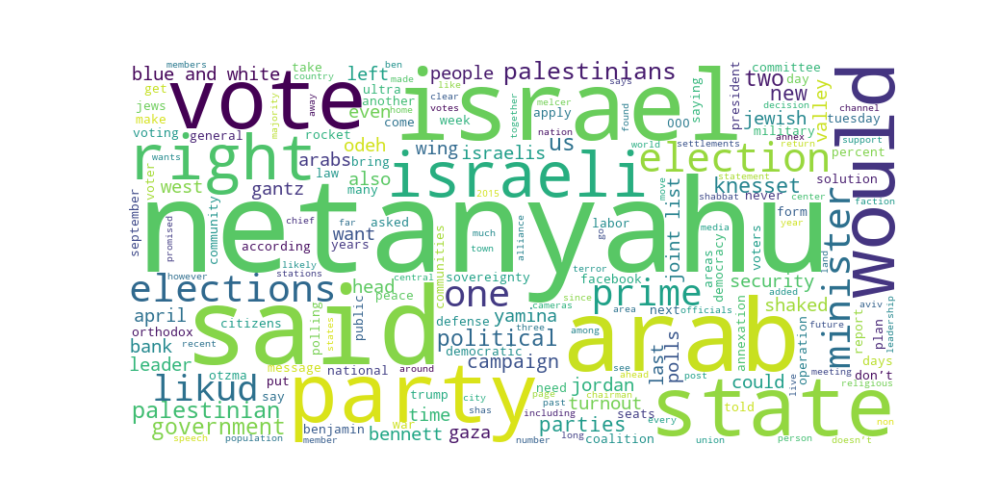 members
ben
blue and white
take
country
left
made
like
says
people
palestinians
israel
president
committee
two
day
would
get
vote
ultra
another
clear
away
jews
make
even
home
votes
melcer
together
saying
found
new
valley
decision
channel
voting
general
majority
rocket
come
week
apply
nation
000
jewish
military
tuesday
annex
support
right
odeh
wing
us
election
return
percent
arabs
law
bring
israelis
world
settlements
voter
wants
west
gantz
also
many
israeli
knesset
statement
solution
september
community
chief
far
asked
2015
move
shabbat
never
center
faction
netanyahu
minister
promised
according
want
years
much
town
alliance
labor
go
joint list
areas
media
democracy
voters
form
year
land
however
likely
stations
communities
central
sovereignty
terror
facebook
since
security
elections
head
peace
one
cameras
area
prime
officials
next
annexation
shaked
added
aviv
leadership
april
citizens
said
polling
public
defense
yamina
three
among
arab
operation
future
report
plan
orthodox
recent
states
political
democratic
last
polls
bank
message
around
campaign
see
post
could
meeting
days
leader
otzma
national
trump
city
need
jordan
chairman
live
don't
religious
likud
say
put
party
page
turnout
told
state
palestinian
time
shas
past
including
seats
every
government
benjamin
war
bennett
gaza
parties
coalition
speech
population
member
number
long
union
person
doesn't
non
ahead